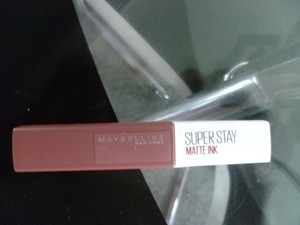 MAYBELLINE
NEW YORK
SUPER STAY
MATTE INK